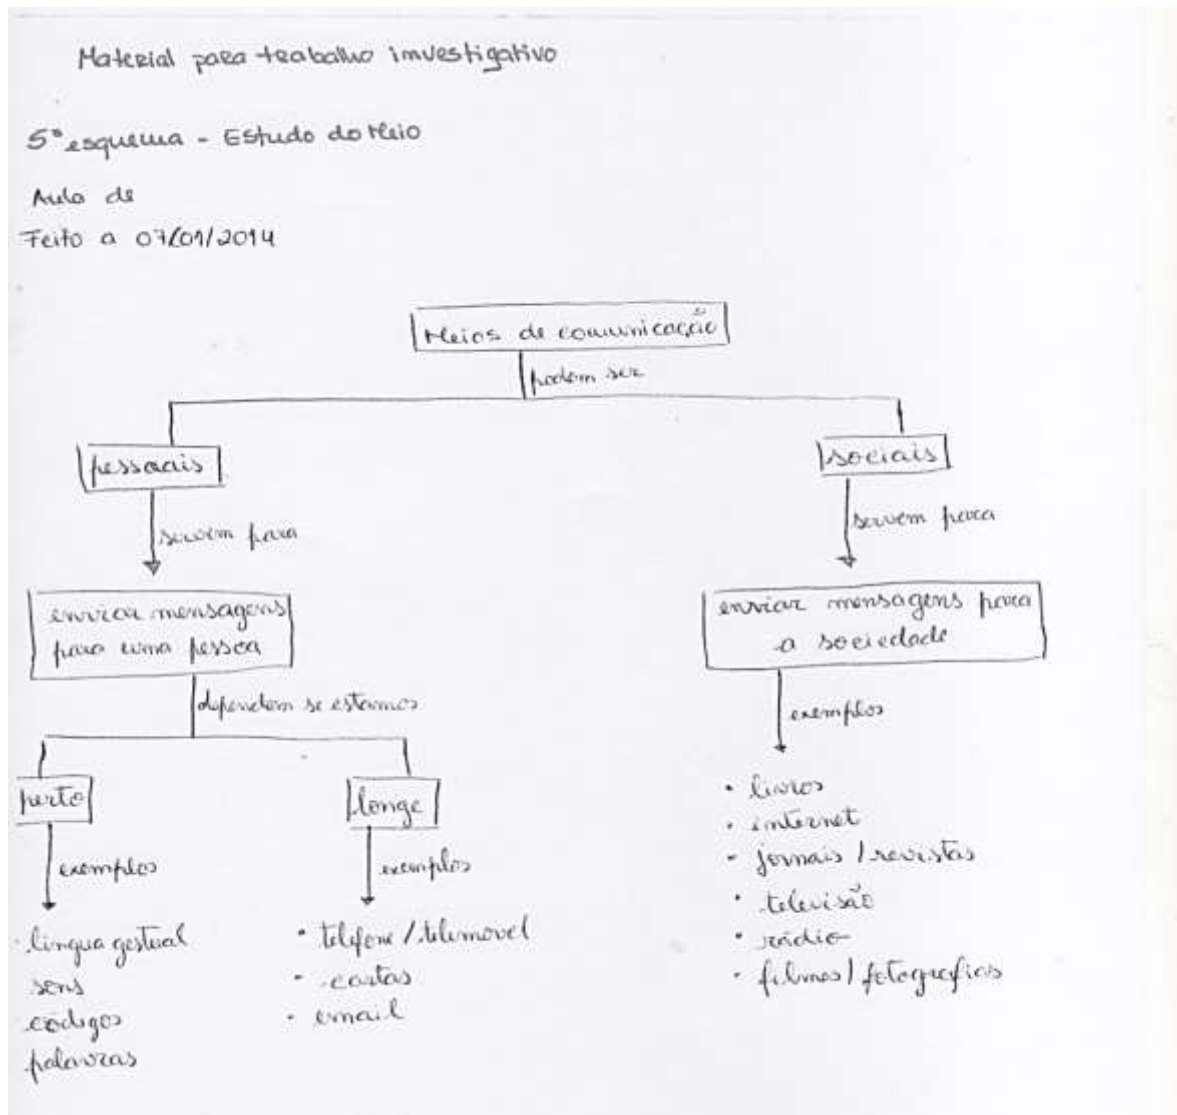 Material para trabalho investigativo
5º esquema - Estudo do Meio
Aula de
Feito a 07/01/2014
Meios de comunicação
podem ser
pessoais
sociais
servem para
servem para
enviar mensagens
para uma pessoa
enviar mensagens para
a sociedade
dependem se estamos
exemplos
perto
longe
exemplos
exemplos
• livros
• internet
- jornais / revistas
• televisão
• rádio
• filmes / fotografias
· língua gestual
sons
códigos
palavras
• telefone / telemovel
- cartas
• email